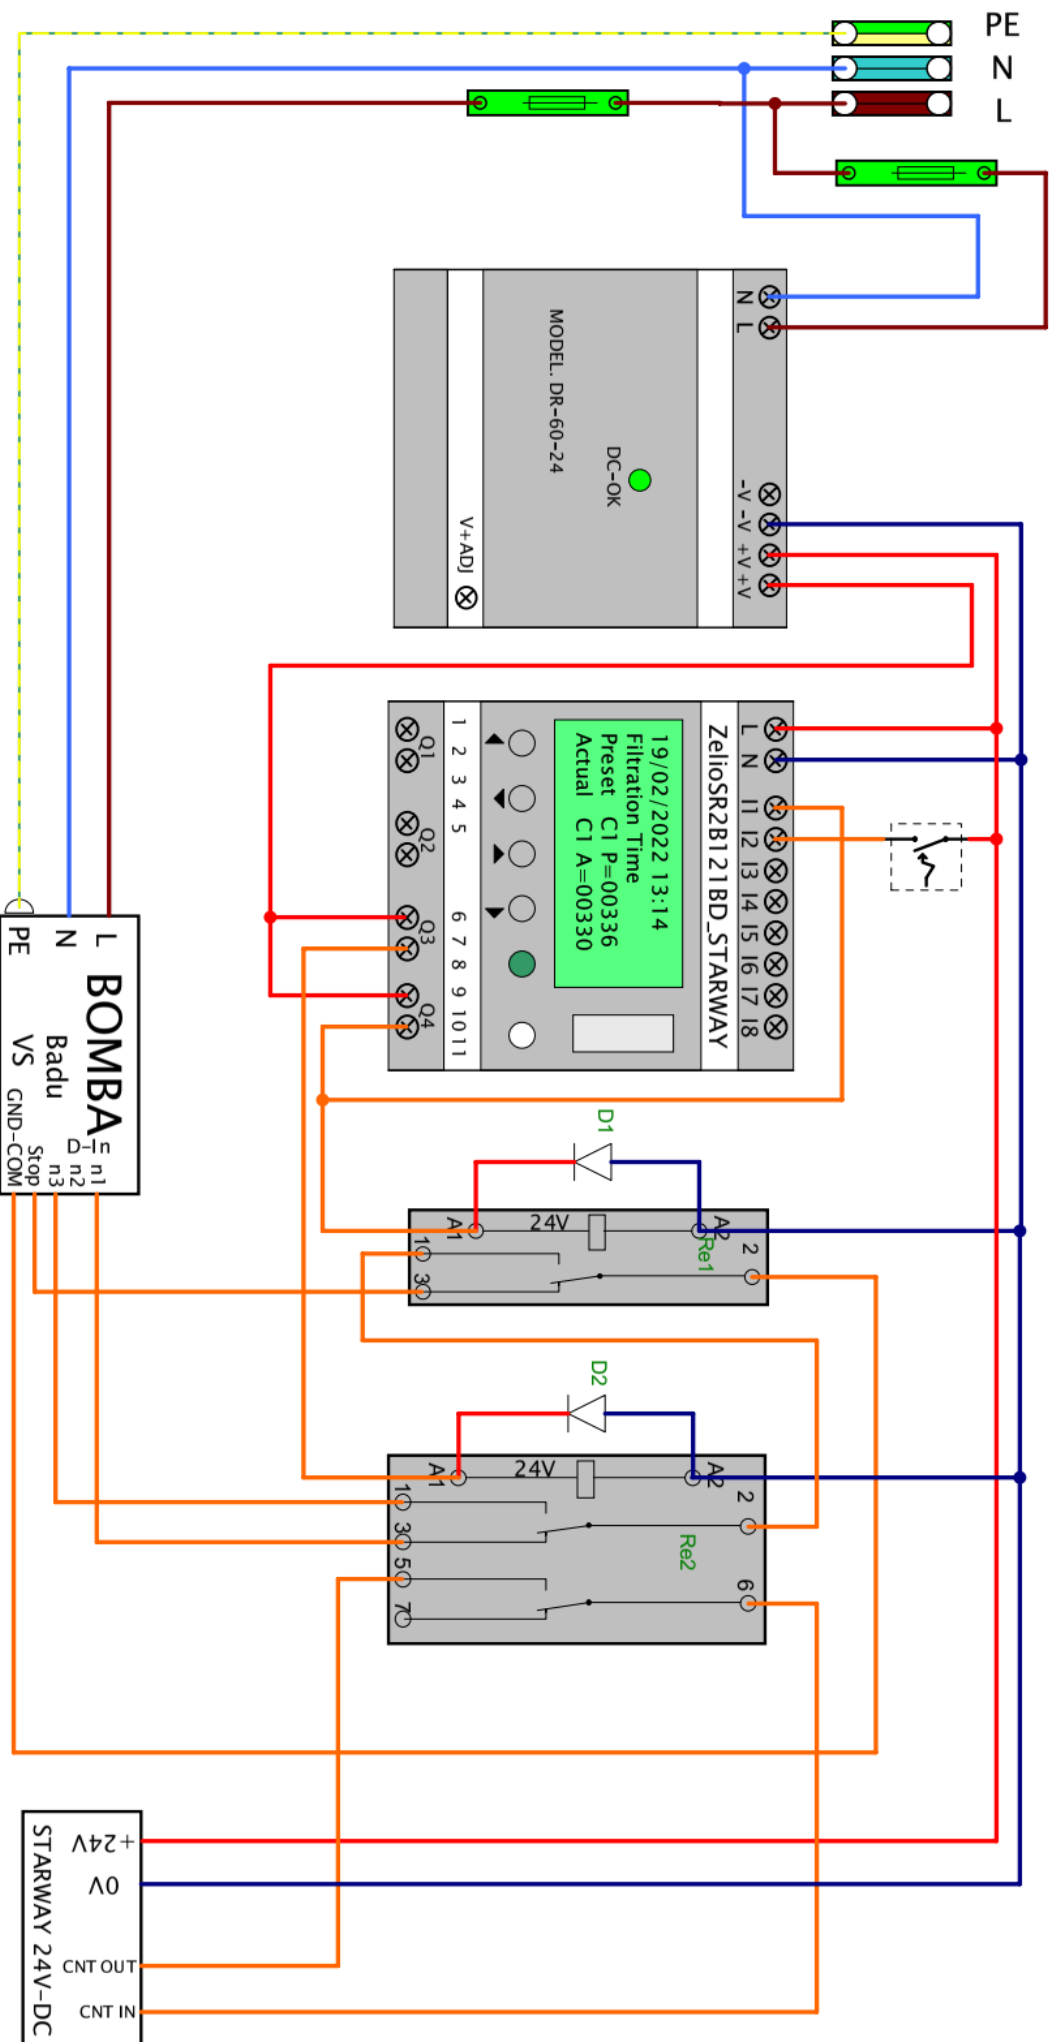 PE
N
L
N
L
-V -V +V +V
MODEL. DR-60-24
DC-OK
V+ADJ
L N I1 I2 I3 I4 I5 I6 I7 I8
ZelioSR2B121BD_STARWAY
19/02/2022 13:14
Filtration Time
Preset C1 P=00336
Actual C1 A=00330
1 2 3 4 5 6 7 8 9 10 11
Q1 Q2 Q3 Q4
L
N
PE
BOMBA
Badu
VS
D-In
n1
n2
n3
Stop
GND-COM
D1
A1
24V
A2
Re1
1
3
2
D2
A1
24V
A2
Re2
1
3
5
7
2
6
+24V
0V
CNT OUT
CNT IN
STARWAY 24V-DC